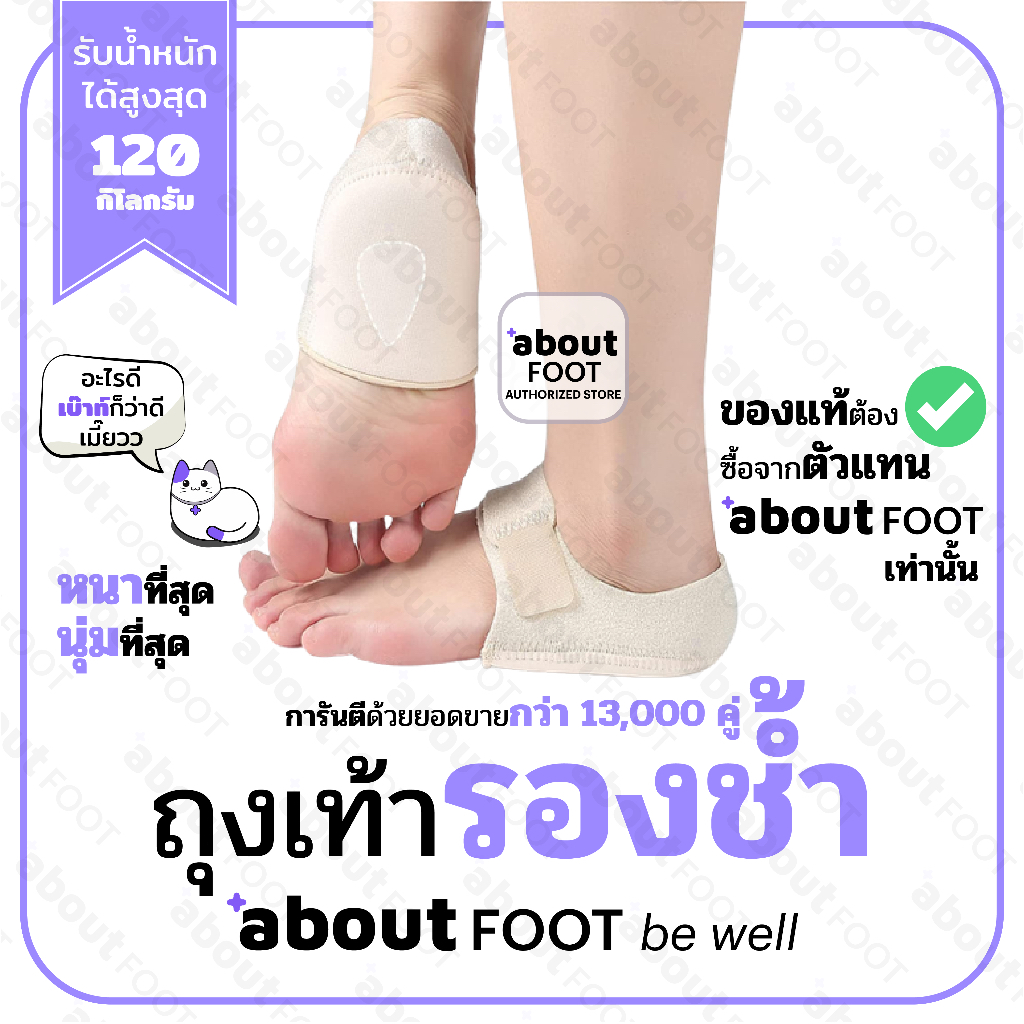 รับน้ำหนัก
ได้สูงสุด
120
กิโลกรัม
about
FOOT
AUTHORIZED STORE
อะไรดี
เบ๊าท์ก็ว่าดี
เมี๊ยวว
ของแท้ต้อง
ซื้อจากตัวแทน
about FOOT
เท่านั้น
หนาที่สุด
นุ่มที่สุด
การันตีด้วยยอดขายกว่า 13,000 คู่
ถุงเท้ารองช้ำ
about FOOT be well